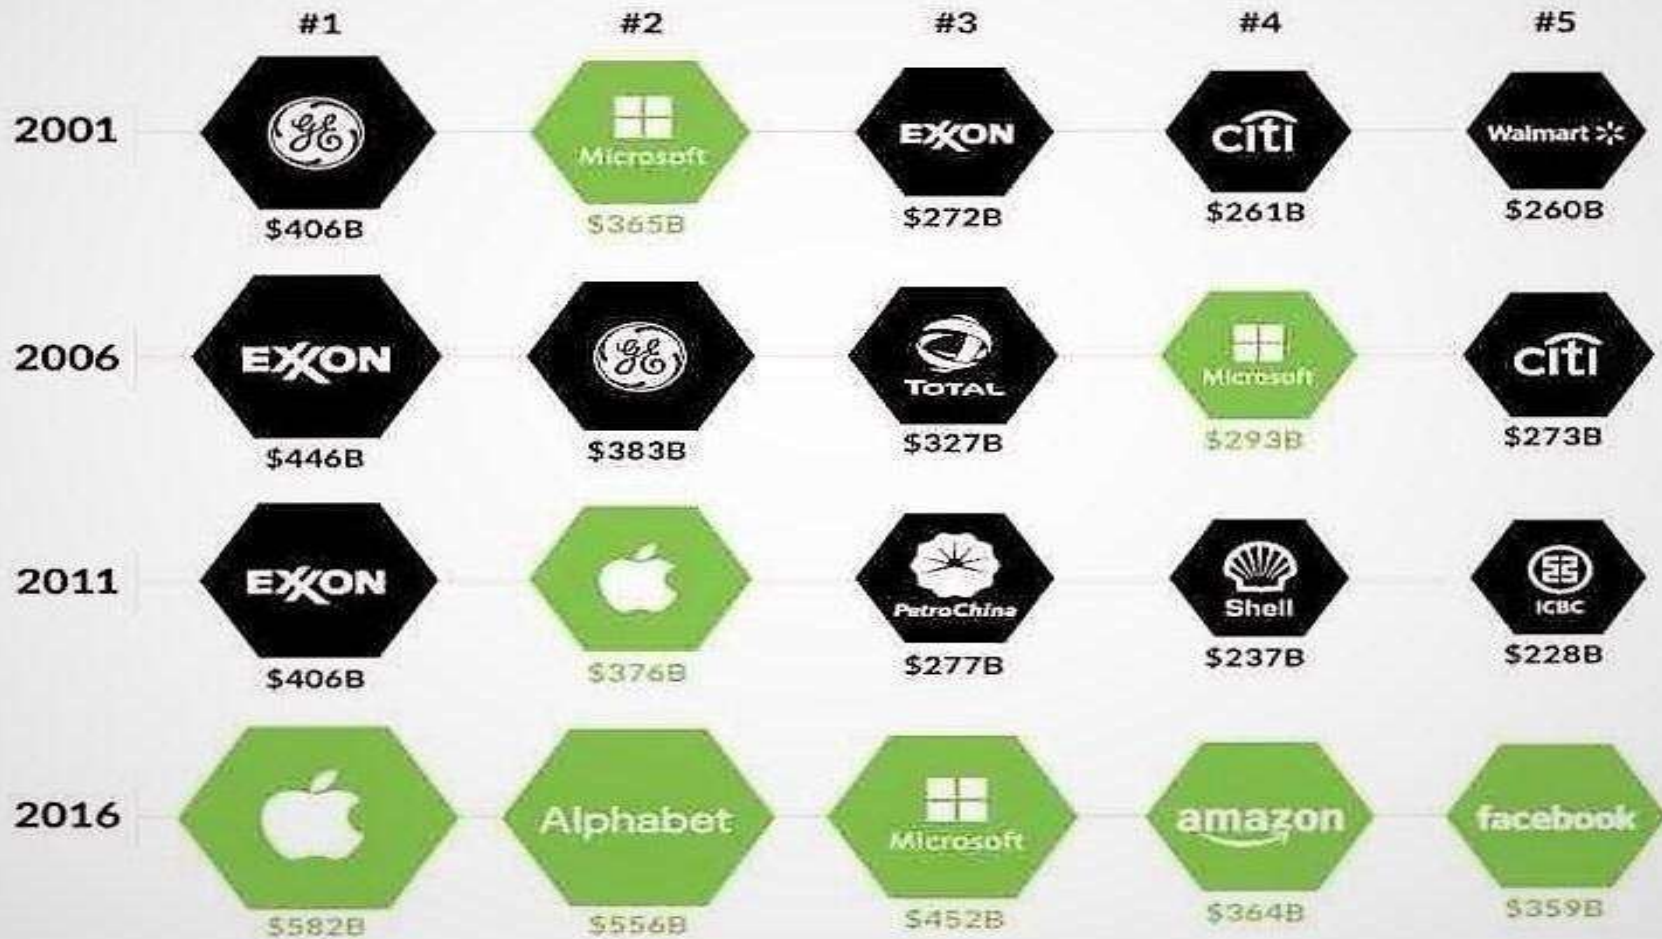 #1 #2 #3 #4 #5
2001
GE
Microsoft
EXXON
citi
Walmart
$406B $365B $272B $261B $260B
2006
EXXON
GE
TOTAL
Microsoft
citi
$446B $383B $327B $293B $273B
2011
EXXON
PetroChina
Shell
ICBC
$406B $376B $277B $237B $228B
2016
Alphabet
Microsoft
amazon
facebook
$582B $556B $452B $364B $359B